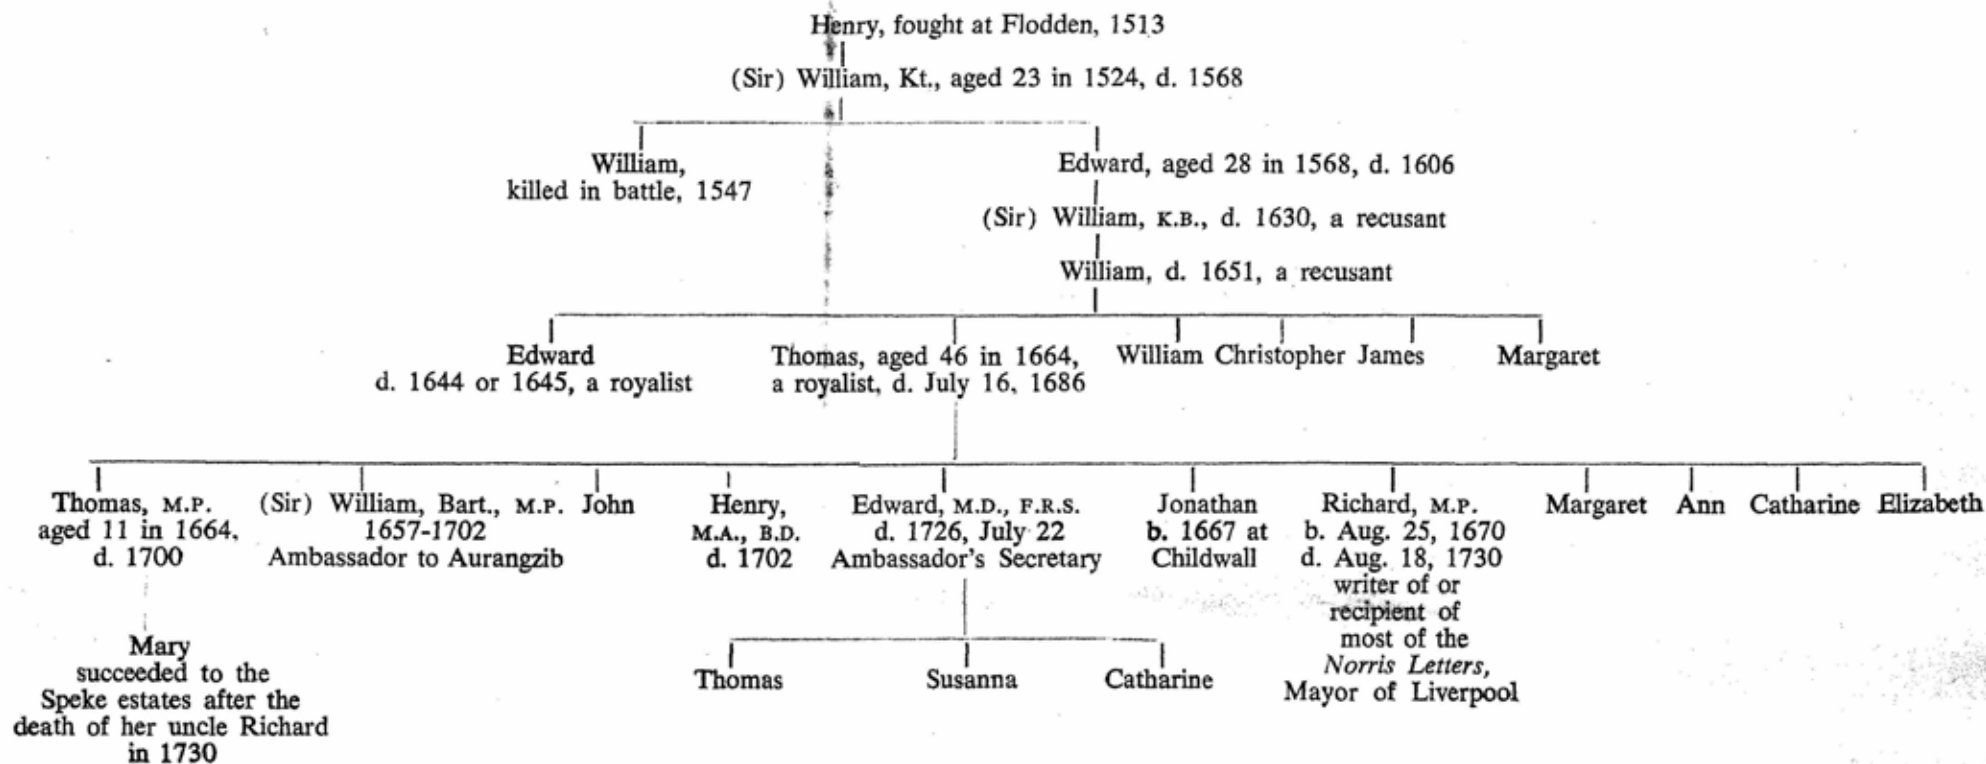 Henry, fought at Flodden, 1513
(Sir) William, Kt., aged 23 in 1524, d. 1568
William,
killed in battle, 1547
Edward, aged 28 in 1568, d. 1606
(Sir) William, K.B., d. 1630, a recusant
William, d. 1651, a recusant
Edward
d. 1644 or 1645, a royalist
Thomas, aged 46 in 1664,
a royalist, d. July 16, 1686
William
Christopher
James
Margaret
Thomas, M.P.
aged 11 in 1664,
d. 1700
(Sir) William, Bart., M.P.
1657-1702
Ambassador to Aurangzib
John
Henry,
M.A., B.D.
d. 1702
Edward, M.D., F.R.S.
d. 1726, July 22
Ambassador's Secretary
Jonathan
b. 1667 at
Childwall
Richard, M.P.
b. Aug. 25, 1670
d. Aug. 18, 1730
writer of or
recipient of
most of the
Norris Letters,
Mayor of Liverpool
Margaret
Ann
Catharine
Elizabeth
Mary
succeeded to the
Speke estates after the
death of her uncle Richard
in 1730
Thomas
Susanna
Catharine